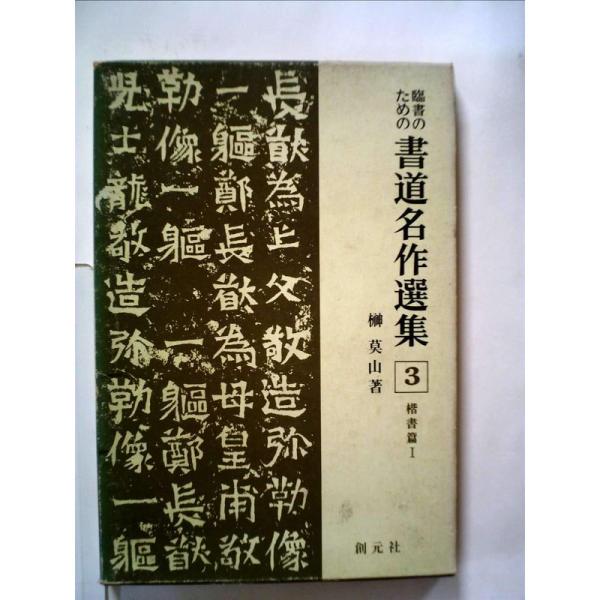 臨書の
ための
書道名作選集
3
楷書篇Ⅰ
榊莫山著
創元社
長猷為亡父敬造弥勒像
一軀鄭長猷為母皇甫敬
勒像一軀一軀鄭長猷
児士龍敬造弥勒像一軀